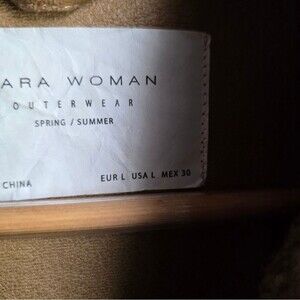 ARA WOMAN
OUTERWEAR
SPRING / SUMMER
CHINA
EUR L USA L MEX 30